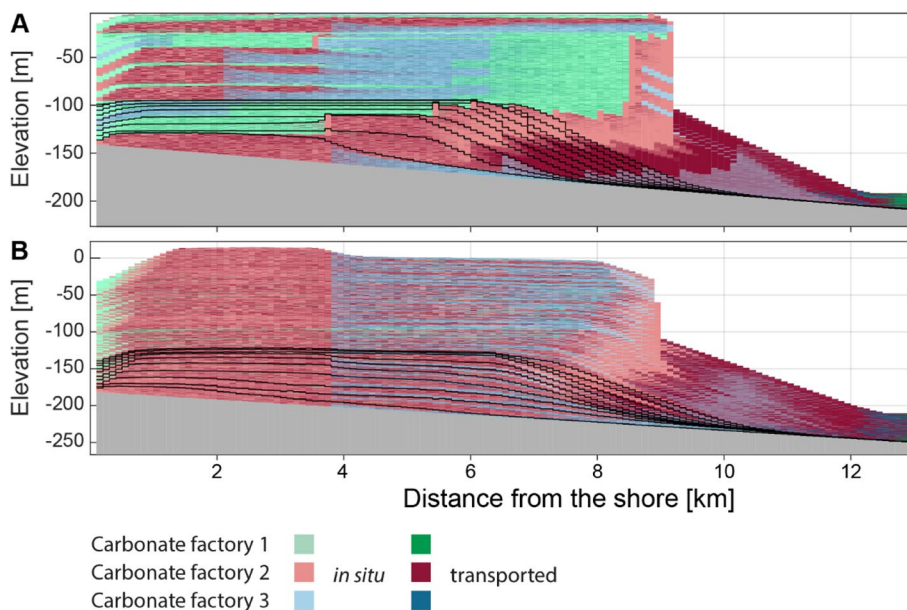 A
Elevation [m]
-50
-100
-150
-200
B
Elevation [m]
0
-50
-100
-150
-200
-250
2 4 6 8 10 12
Distance from the shore [km]
Carbonate factory 1
Carbonate factory 2 in situ transported
Carbonate factory 3